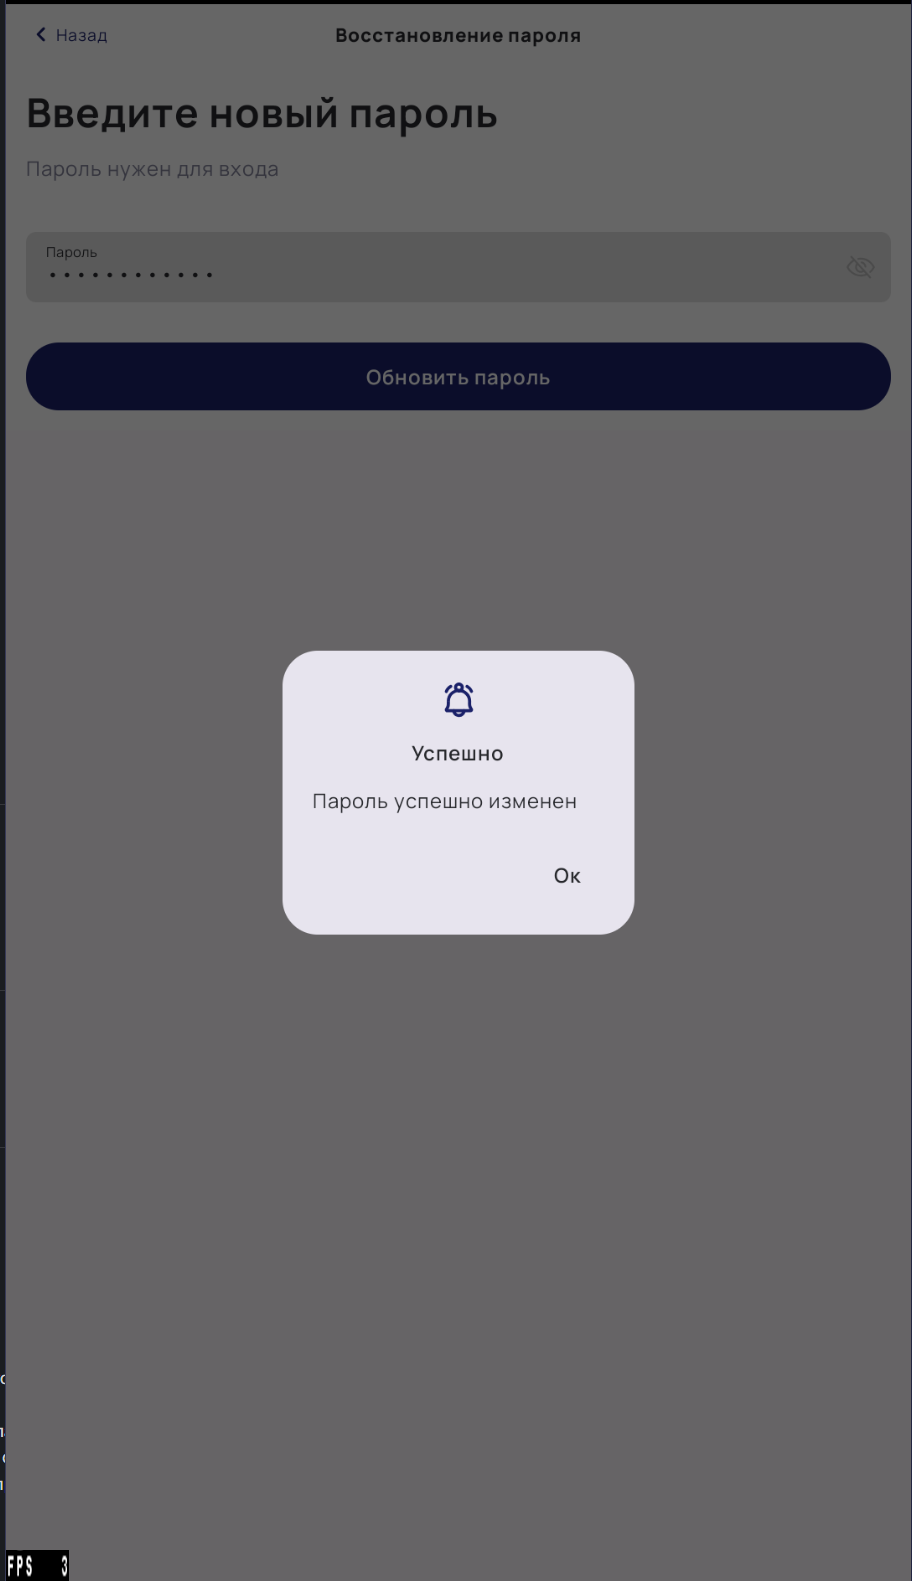 Назад
Восстановление пароля
Введите новый пароль
Пароль нужен для входа
Пароль
Обновить пароль
Успешно
Пароль успешно изменен
Ок
FPS 3